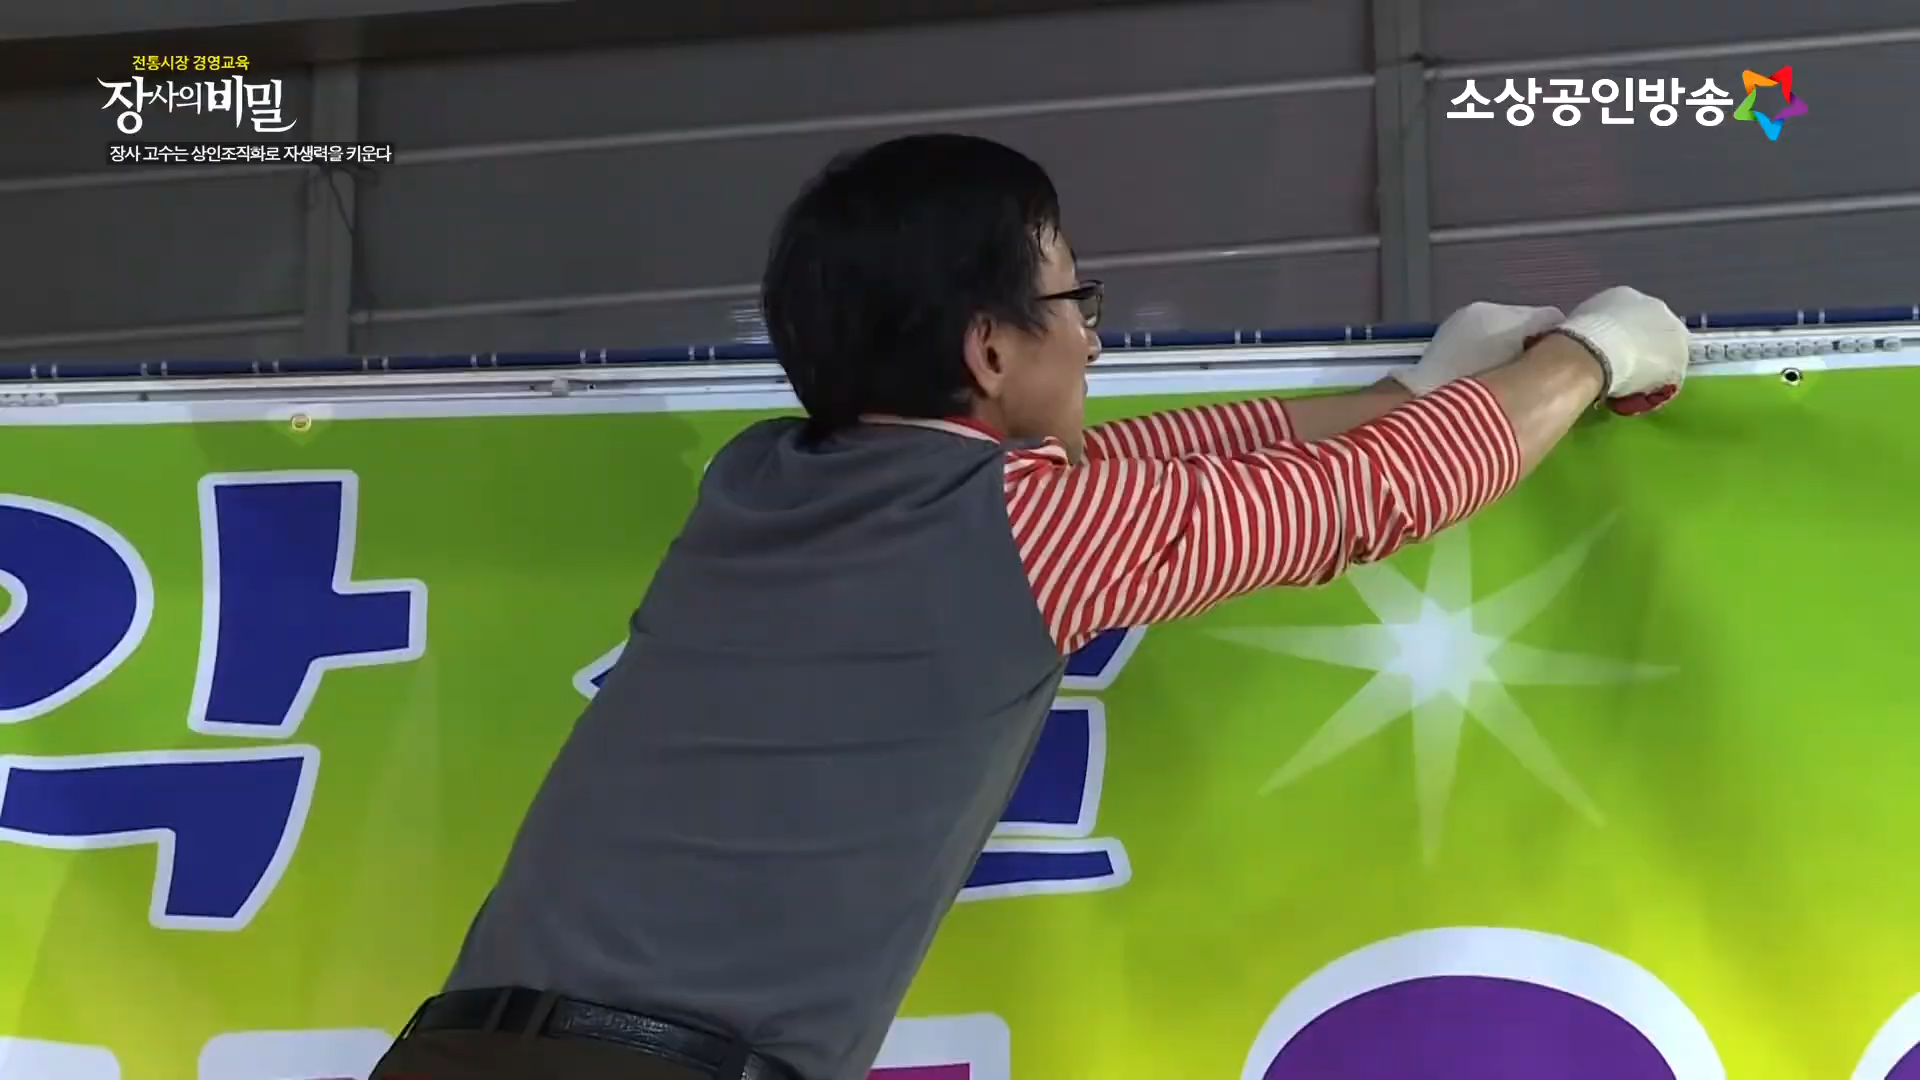 전통시장 경영교육
장사의비밀
장사 고수는 상인조직화로 자생력을 키운다
소상공인방송
악